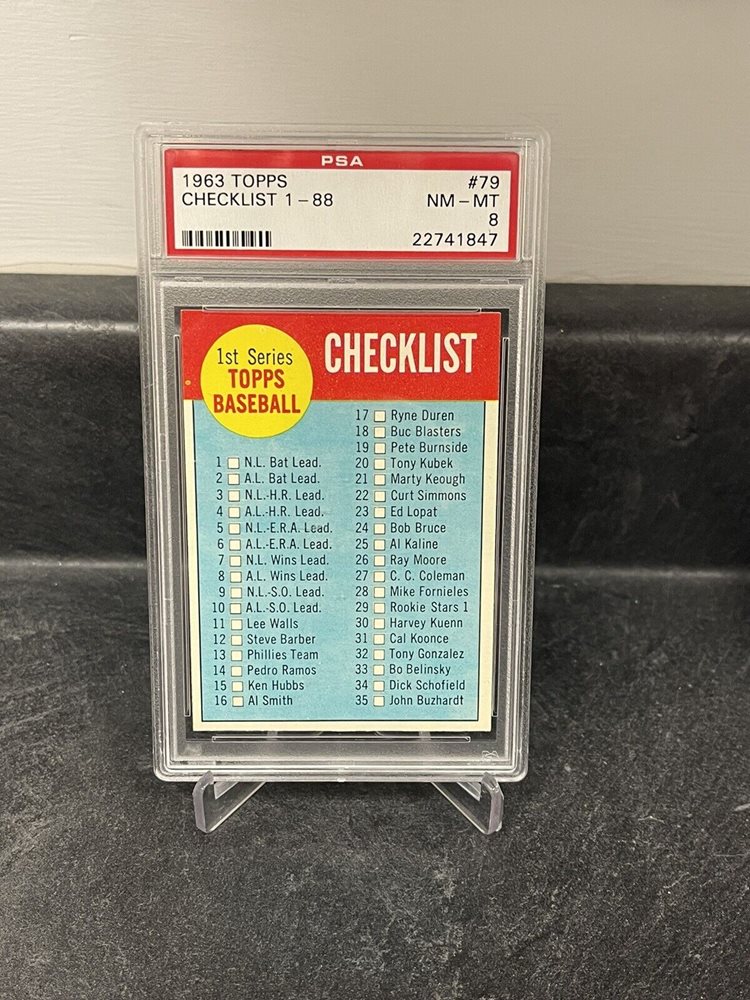 PSA
1963 TOPPS #79
CHECKLIST 1-88 NM-MT
8
22741847
1st Series
TOPPS
BASEBALL
CHECKLIST
1 N.L. Bat Lead.
2 A.L. Bat Lead.
3 N.L.-H.R. Lead.
4 A.L.-H.R. Lead.
5 N.L.-E.R.A. Lead.
6 A.L.-E.R.A. Lead.
7 N.L. Wins Lead.
8 A.L. Wins Lead.
9 N.L.-S.O. Lead.
10 A.L.-S.O. Lead.
11 Lee Walls
12 Steve Barber
13 Phillies Team
14 Pedro Ramos
15 Ken Hubbs
16 Al Smith
17 Ryne Duren
18 Buc Blasters
19 Pete Burnside
20 Tony Kubek
21 Marty Keough
22 Curt Simmons
23 Ed Lopat
24 Bob Bruce
25 Al Kaline
26 Ray Moore
27 C. C. Coleman
28 Mike Fornieles
29 Rookie Stars 1
30 Harvey Kuenn
31 Cal Koonce
32 Tony Gonzalez
33 Bo Belinsky
34 Dick Schofield
35 John Buzhardt